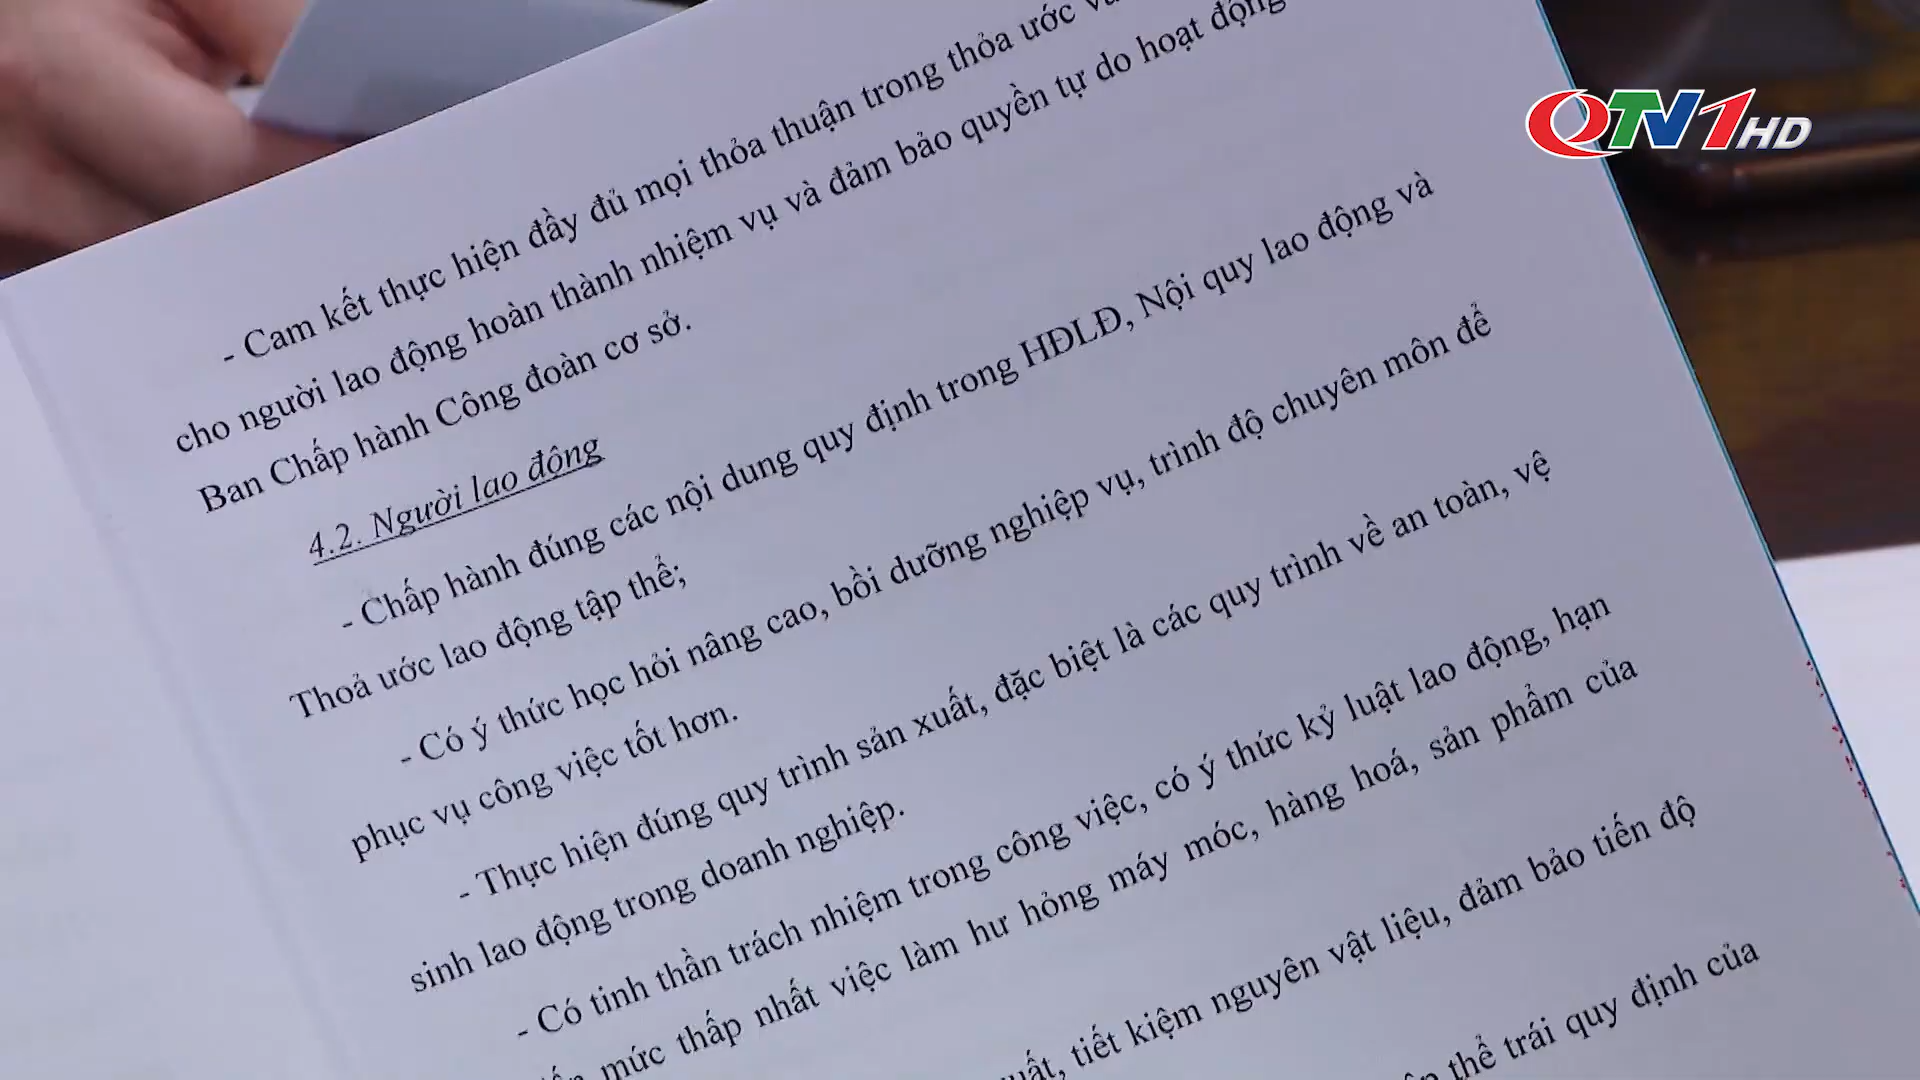 QTV1HD
- Cam kết thực hiện đầy đủ mọi thỏa thuận trong thỏa ước
cho người lao động hoàn thành nhiệm vụ và đảm bảo quyền tự do hoạt động
Ban Chấp hành Công đoàn cơ sở.
4.2. Người lao động
- Chấp hành đúng các nội dung quy định trong HĐLĐ, Nội quy lao động và
Thoả ước lao động tập thể;
- Có ý thức học hỏi nâng cao, bồi dưỡng nghiệp vụ, trình độ chuyên môn để
phục vụ công việc tốt hơn.
- Thực hiện đúng quy trình sản xuất, đặc biệt là các quy trình về an toàn, vệ
sinh lao động trong doanh nghiệp.
- Có tinh thần trách nhiệm trong công việc, có ý thức kỷ luật lao động, hạn
mức thấp nhất việc làm hư hỏng máy móc, hàng hoá, sản phẩm của
tiết kiệm nguyên vật liệu, đảm bảo tiến độ
thể trái quy định của